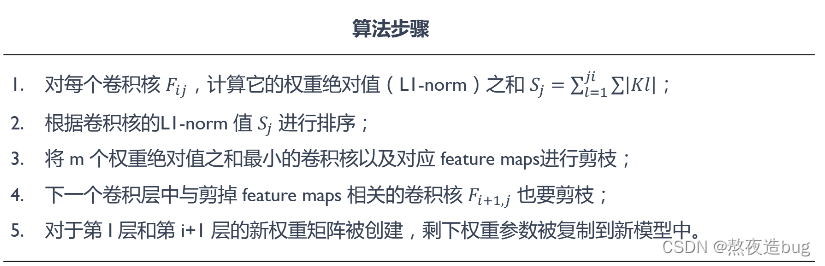 算法步骤
1. 对每个卷积核 $F_{ij}$，计算它的权重绝对值（L1-norm）之和 $S_j = \sum_{l=1}^{ji} \sum |Kl|$；
2. 根据卷积核的L1-norm 值 $S_j$ 进行排序；
3. 将 m 个权重绝对值之和最小的卷积核以及对应 feature maps进行剪枝；
4. 下一个卷积层中与剪掉 feature maps 相关的卷积核 $F_{i+1,j}$ 也要剪枝；
5. 对于第 I 层和第 i+1 层的新权重矩阵被创建，剩下权重参数被复制到新模型中。
CSDN @熬夜造bug